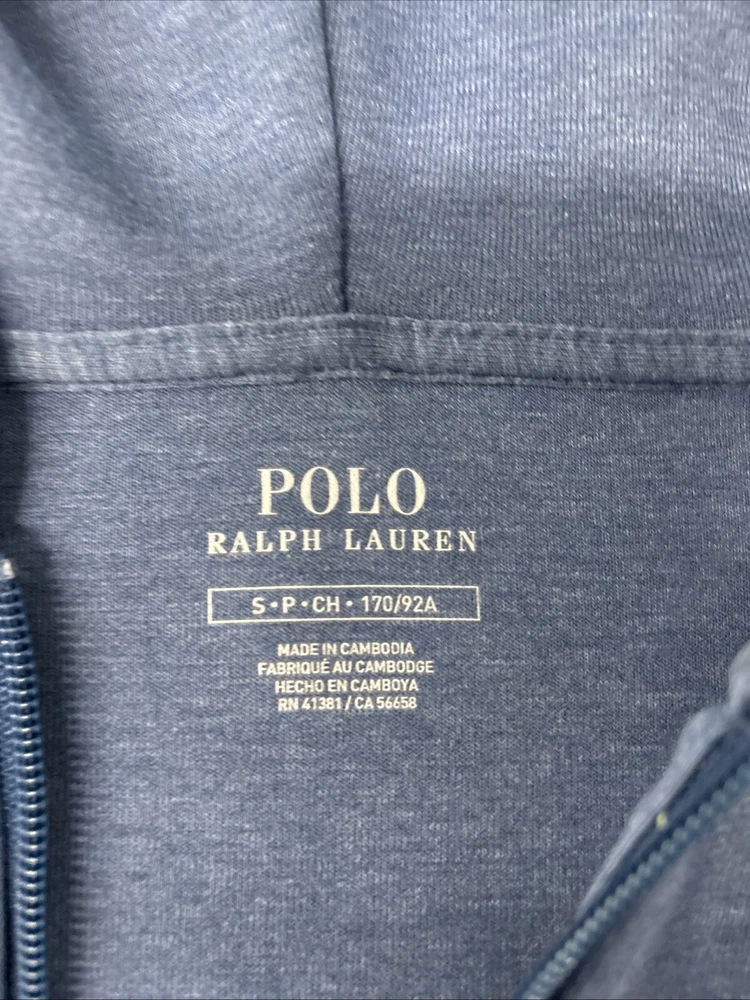 POLO
RALPH LAUREN
S•P•CH•170/92A
MADE IN CAMBODIA
FABRIQUÉ AU CAMBODGE
HECHO EN CAMBOYA
RN 41381 / CA 56658